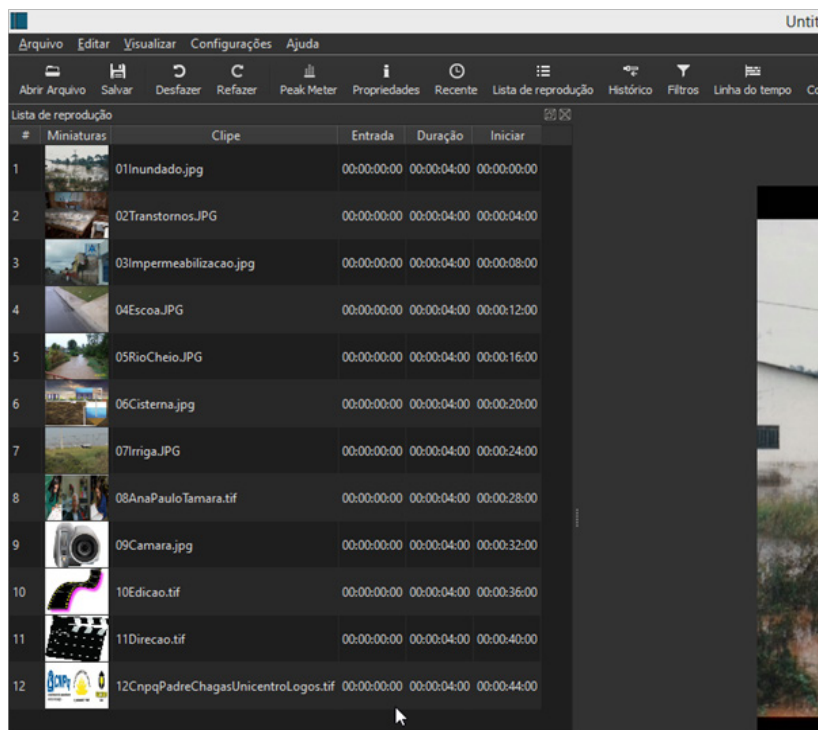 Untit
Arquivo Editar Visualizar Configurações Ajuda
Abrir Arquivo Salvar Desfazer Refazer Peak Meter Propriedades Recente Lista de reprodução Histórico Filtros Linha do tempo Co
Lista de reprodução
# Miniaturas Clipe Entrada Duração Iniciar
1 01Inundado.jpg 00:00:00:00 00:00:04:00 00:00:00:00
2 02Transtornos.JPG 00:00:00:00 00:00:04:00 00:00:04:00
3 03Impermeabilizacao.jpg 00:00:00:00 00:00:04:00 00:00:08:00
4 04Escoa.JPG 00:00:00:00 00:00:04:00 00:00:12:00
5 05RioCheio.JPG 00:00:00:00 00:00:04:00 00:00:16:00
6 06Cisterna.jpg 00:00:00:00 00:00:04:00 00:00:20:00
7 07Irriga.JPG 00:00:00:00 00:00:04:00 00:00:24:00
8 08AnaPauloTamara.tif 00:00:00:00 00:00:04:00 00:00:28:00
9 09Camara.jpg 00:00:00:00 00:00:04:00 00:00:32:00
10 10Edicao.tif 00:00:00:00 00:00:04:00 00:00:36:00
11 11Direcao.tif 00:00:00:00 00:00:04:00 00:00:40:00
12 CNPq 12CnpqPadreChagasUnicentroLogos.tif 00:00:00:00 00:00:04:00 00:00:44:00